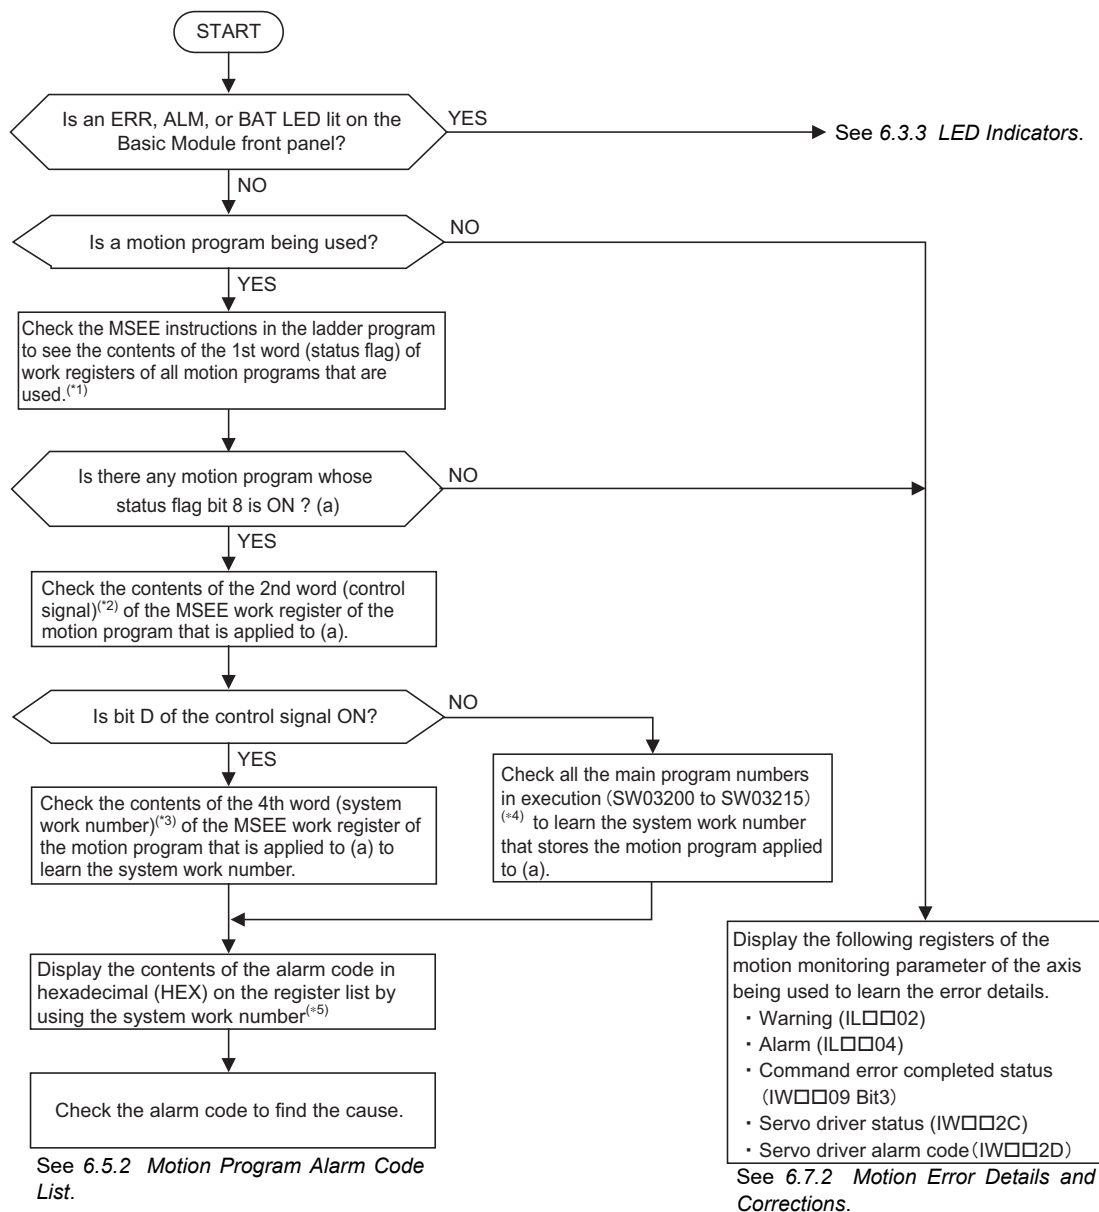 START
Is an ERR, ALM, or BAT LED lit on the
Basic Module front panel?
YES
See 6.3.3 LED Indicators.
NO
Is a motion program being used?
NO
YES
Check the MSEE instructions in the ladder program
to see the contents of the 1st word (status flag) of
work registers of all motion programs that are
used.(*1)
Is there any motion program whose
status flag bit 8 is ON ? (a)
NO
YES
Check the contents of the 2nd word (control
signal)(*2) of the MSEE work register of the
motion program that is applied to (a).
Is bit D of the control signal ON?
NO
YES
Check the contents of the 4th word (system
work number)(*3) of the MSEE work register of
the motion program that is applied to (a) to
learn the system work number.
Check all the main program numbers
in execution (SW03200 to SW03215)
(*4) to learn the system work number
that stores the motion program applied
to (a).
Display the contents of the alarm code in
hexadecimal (HEX) on the register list by
using the system work number(*5)
Check the alarm code to find the cause.
See 6.5.2 Motion Program Alarm Code
List.
Display the following registers of the
motion monitoring parameter of the axis
being used to learn the error details.
・Warning (IL□□02)
・Alarm (IL□□04)
・Command error completed status
(IW□□09 Bit3)
・Servo driver status (IW□□2C)
・Servo driver alarm code(IW□□2D)
See 6.7.2 Motion Error Details and
Corrections.